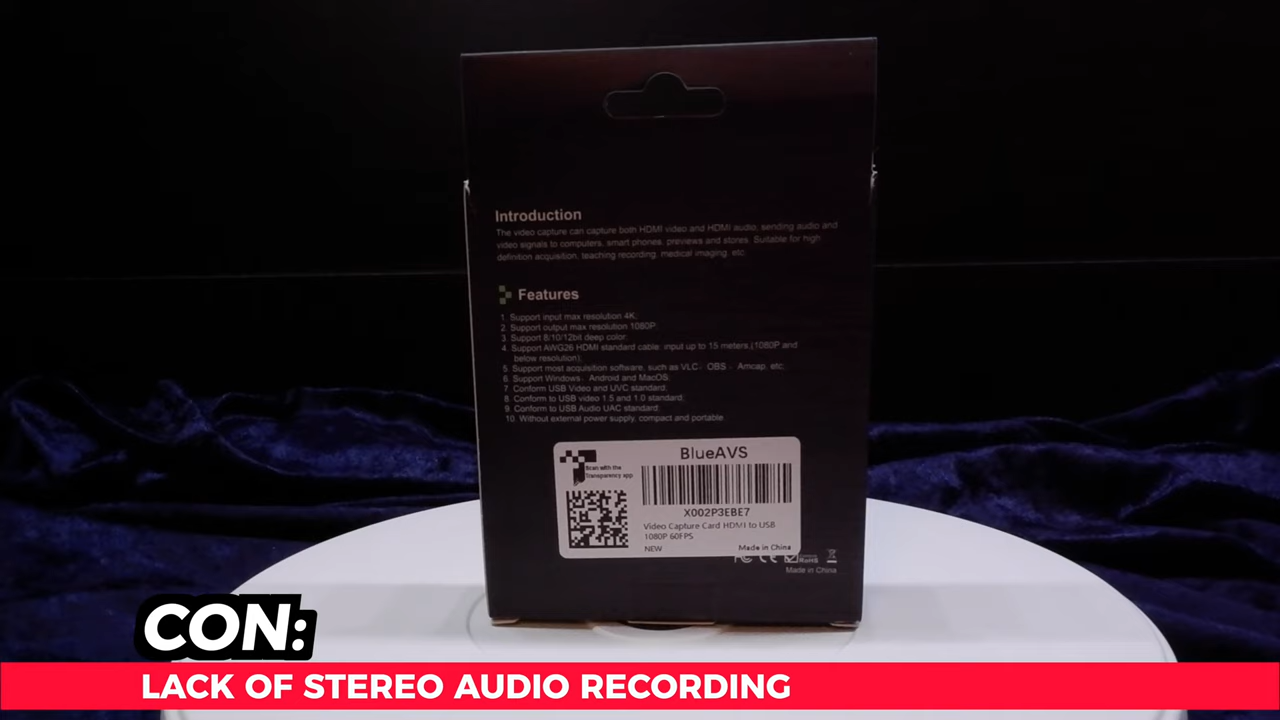 Introduction
The video capture can capture both HDMI video and HDMI audio, sending audio and
video signals to computers, smart phones, previews and stores. Suitable for high
definition acquisition, teaching recording, medical imaging, etc.
Features
1. Support input max resolution 4K;
2. Support output max resolution 1080P;
3. Support 8/10/12bit deep color;
4. Support AWG26 HDMI standard cable: input up to 15 meters,(1080P and
below resolution);
5. Support most acquisition software, such as VLC、OBS 、Amcap, etc;
6. Support Windows、Android and MacOS;
7. Conform USB Video and UVC standard;
8. Conform to USB video 1.5 and 1.0 standard;
9. Conform to USB Audio UAC standard;
10. Without external power supply, compact and portable.
BlueAVS
Scan with the
Transparency app
X002P3EBE7
Video Capture Card HDMI to USB
1080P 60FPS
NEW Made in China
FC CE RoHS
Made in China
CON:
LACK OF STEREO AUDIO RECORDING